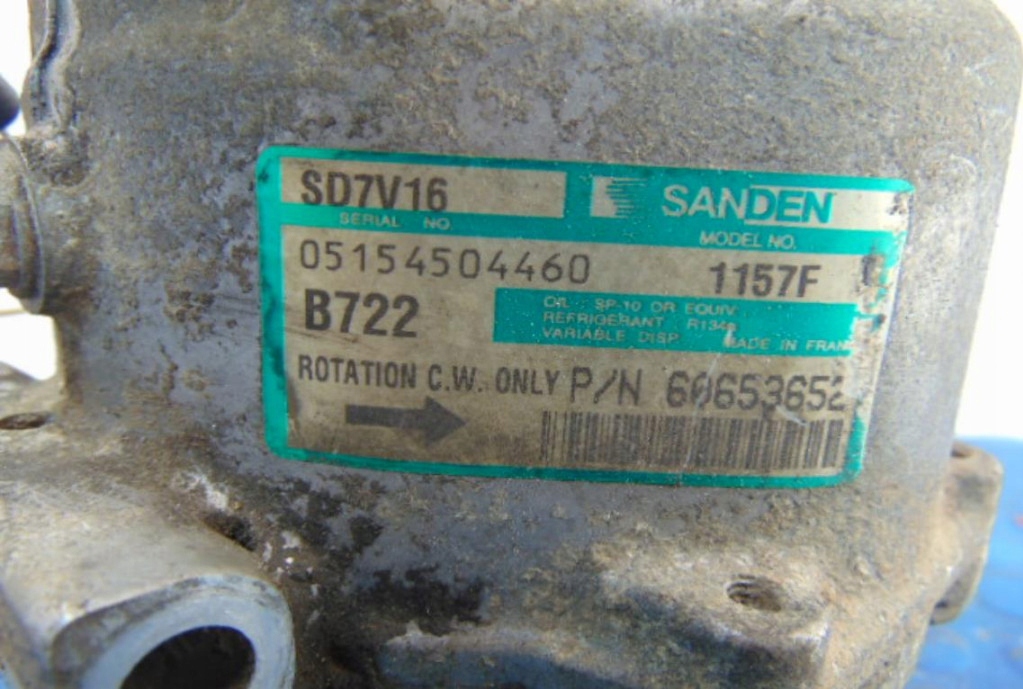 SD7V16
SANDEN
SERIAL NO.
MODEL NO.
05154504460
1157F
B722
OIL : SP-10 OR EQUIV.
REFRIGERANT R134a
VARIABLE DISP. MADE IN FRAN
ROTATION C.W. ONLY P/N 60653652